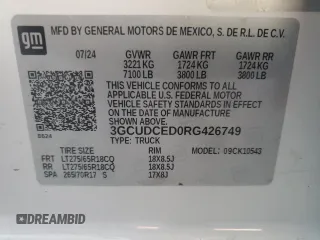 gm MFD BY GENERAL MOTORS DE MEXICO, S. DE R.L. DE C.V.
07/24 GVWR GAWR FRT GAWR RR
3221 KG 1724 KG 1724 KG
7100 LB 3800 LB 3800 LB
THIS VEHICLE CONFORMS TO ALL APPLICABLE
U.S. FEDERAL MOTOR VEHICLE SAFETY
STANDARDS IN EFFECT ON THE
DATE OF MANUFACTURE SHOWN ABOVE.
3GCUDCED0RG426749
0824 TYPE: TRUCK
TIRE SIZE RIM 09CK10543
FRT LT275/65R18CQ 18X8.5J
RR LT275/65R18CQ 18X8.5J
SPA 265/70R17 S 17X8J